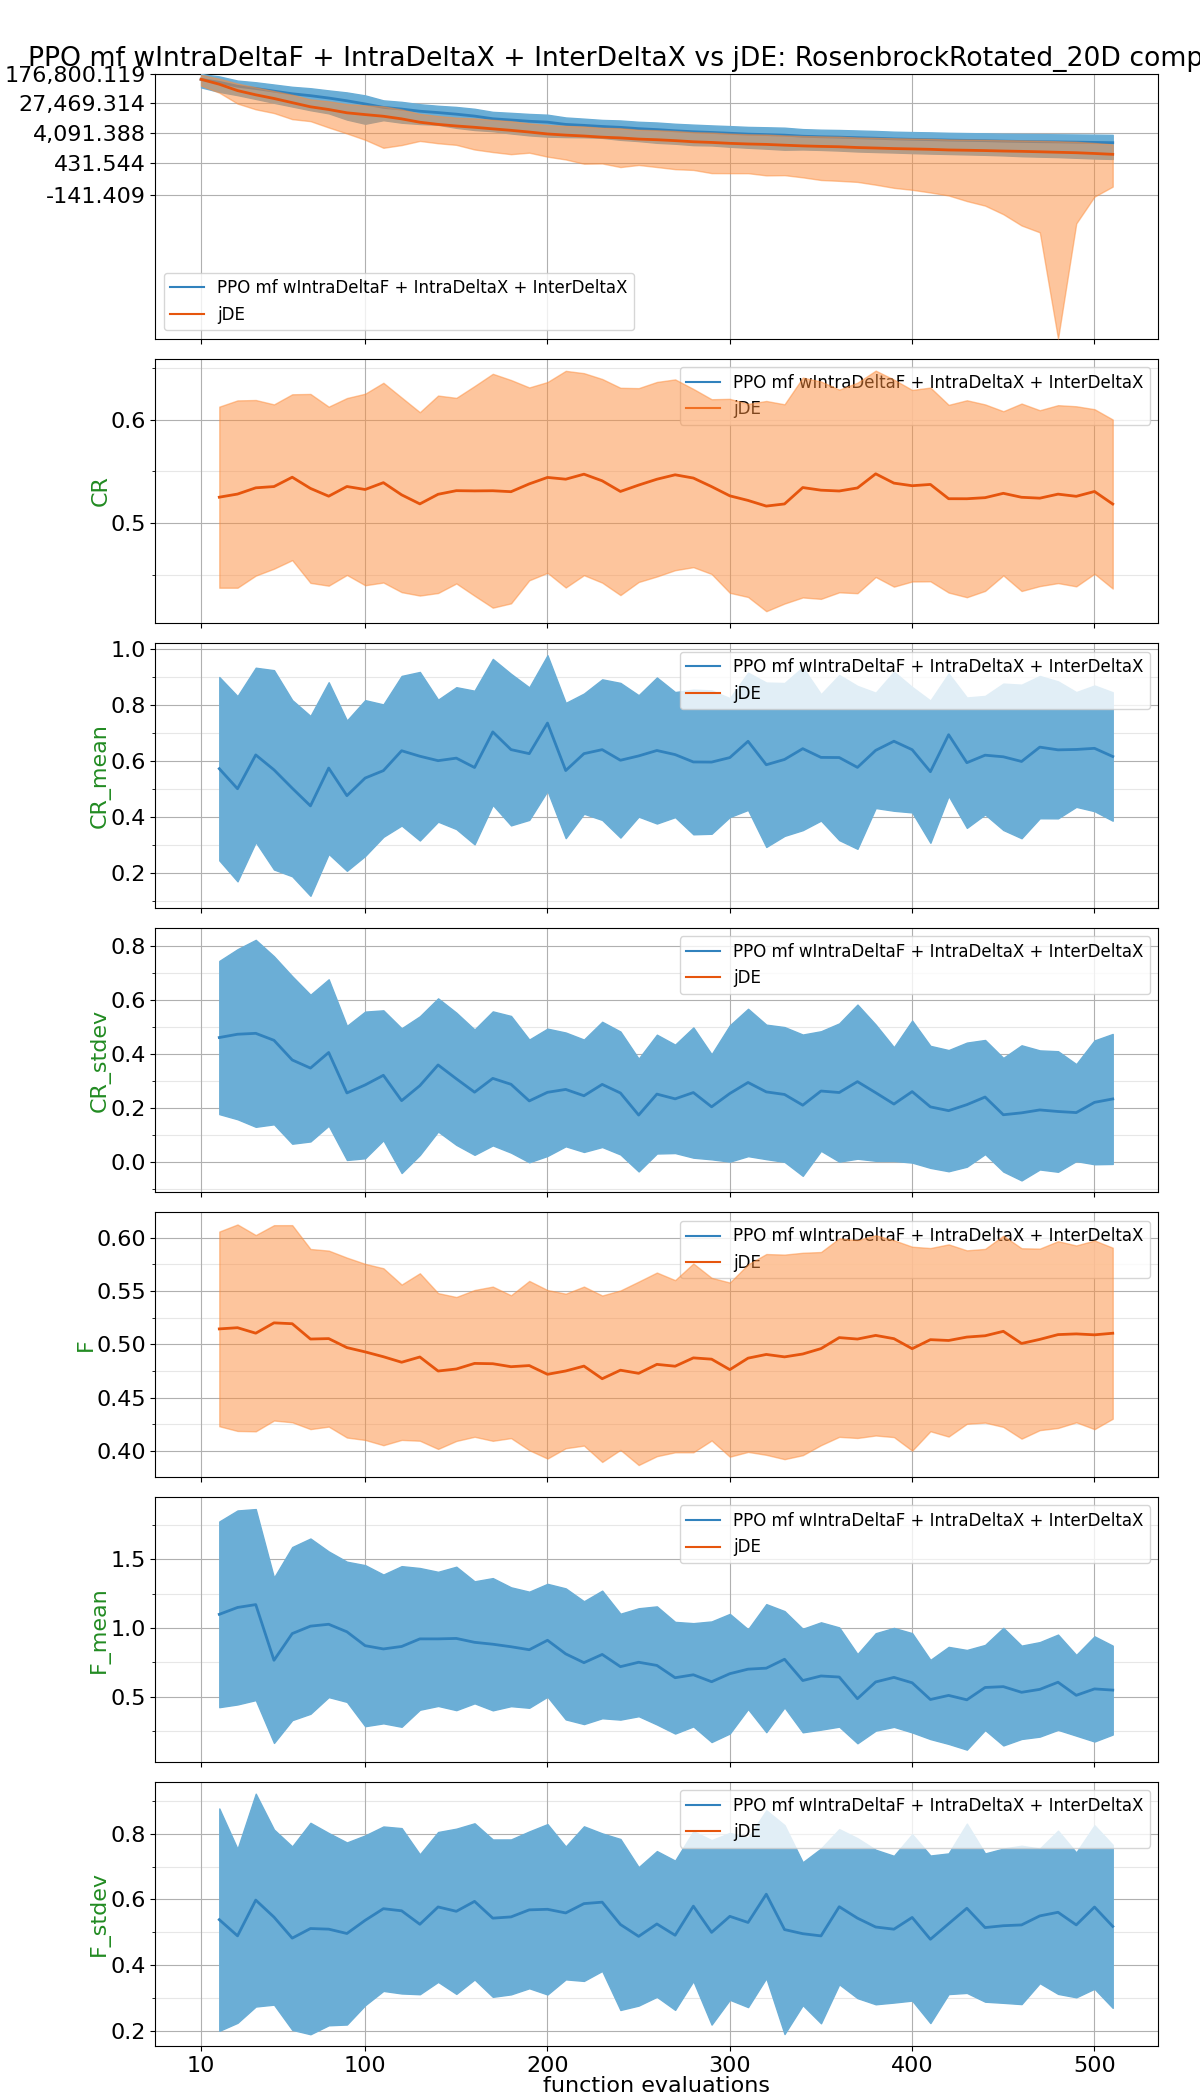 PPO mf wIntraDeltaF + IntraDeltaX + InterDeltaX vs jDE: RosenbrockRotated_20D comp
176,800.119
27,469.314
4,091.388
431.544
-141.409
PPO mf wIntraDeltaF + IntraDeltaX + InterDeltaX
jDE
PPO mf wIntraDeltaF + IntraDeltaX + InterDeltaX
jDE
0.6
0.5
CR
PPO mf wIntraDeltaF + IntraDeltaX + InterDeltaX
jDE
1.0
0.8
0.6
0.4
0.2
CR_mean
PPO mf wIntraDeltaF + IntraDeltaX + InterDeltaX
jDE
0.8
0.6
0.4
0.2
0.0
CR_stdev
PPO mf wIntraDeltaF + IntraDeltaX + InterDeltaX
jDE
0.60
0.55
0.50
0.45
0.40
F
PPO mf wIntraDeltaF + IntraDeltaX + InterDeltaX
jDE
1.5
1.0
0.5
F_mean
PPO mf wIntraDeltaF + IntraDeltaX + InterDeltaX
jDE
0.8
0.6
0.4
0.2
F_stdev
10 100 200 300 400 500
function evaluations